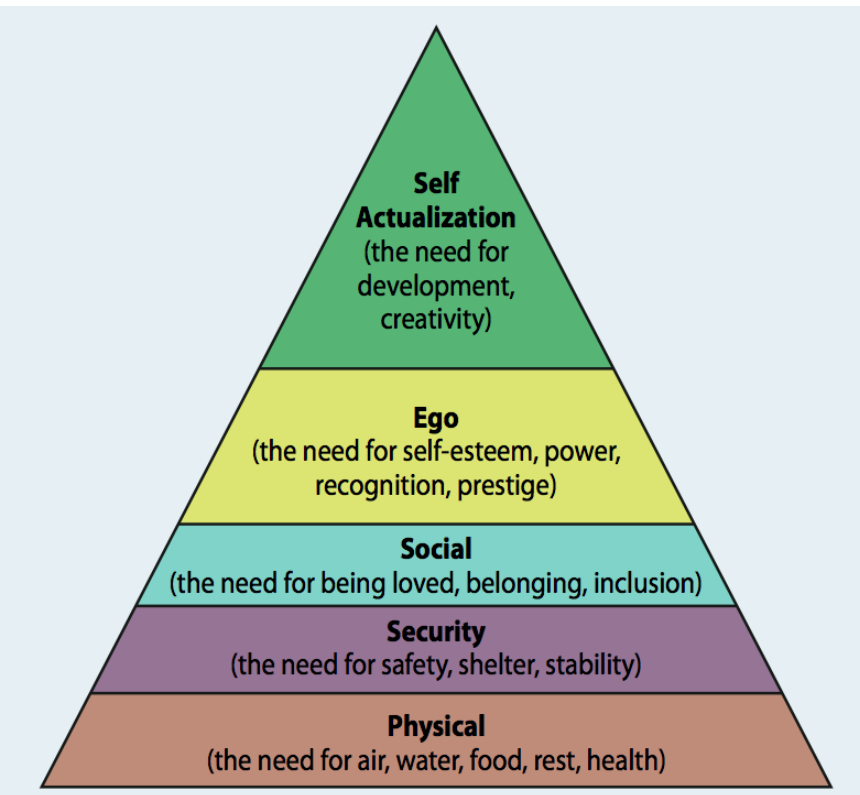 Self
Actualization
(the need for
development,
creativity)
Ego
(the need for self-esteem, power,
recognition, prestige)
Social
(the need for being loved, belonging, inclusion)
Security
(the need for safety, shelter, stability)
Physical
(the need for air, water, food, rest, health)